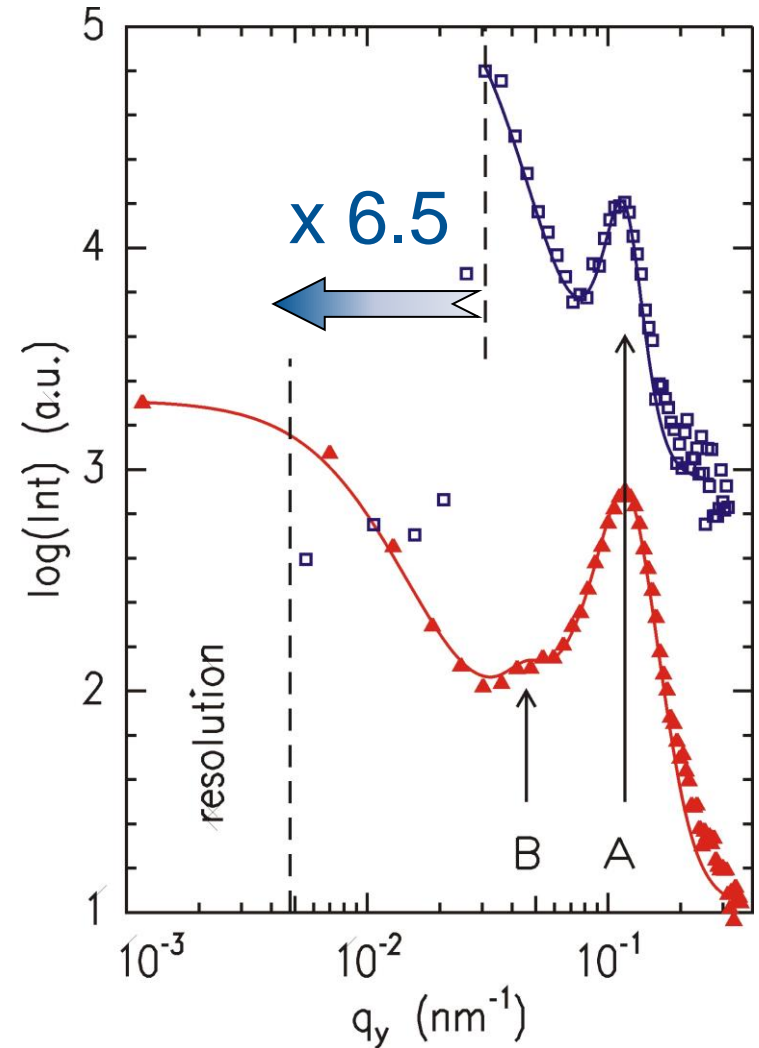 5
x 6.5
4
log(Int) (a.u.)
3
2
resolution
B
A
1
10⁻³
10⁻²
10⁻¹
q_y (nm⁻¹)